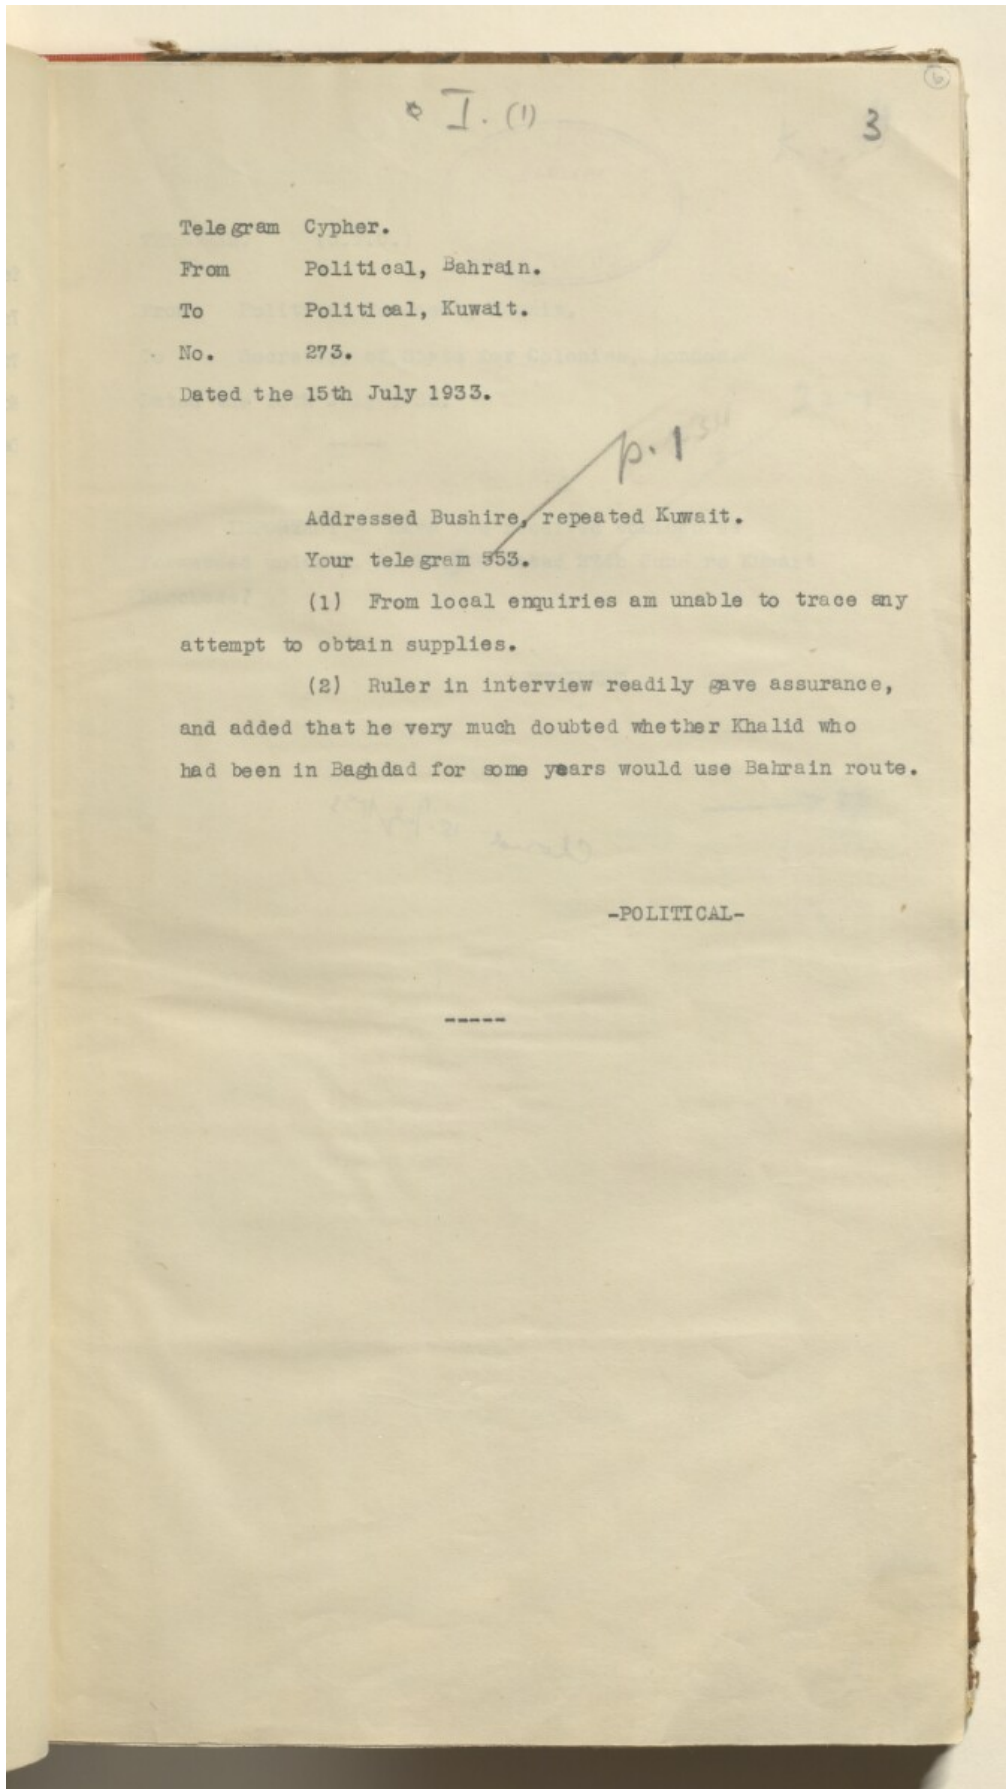 6
I. (1)
3
Telegram Cypher.
From Political, Bahrain.
To Political, Kuwait.
No. 273.
Dated the 15th July 1933.
p. 1
Addressed Bushire, repeated Kuwait.
Your telegram 553.
(1) From local enquiries am unable to trace any
attempt to obtain supplies.
(2) Ruler in interview readily gave assurance,
and added that he very much doubted whether Khalid who
had been in Baghdad for some years would use Bahrain route.
-POLITICAL-
-----